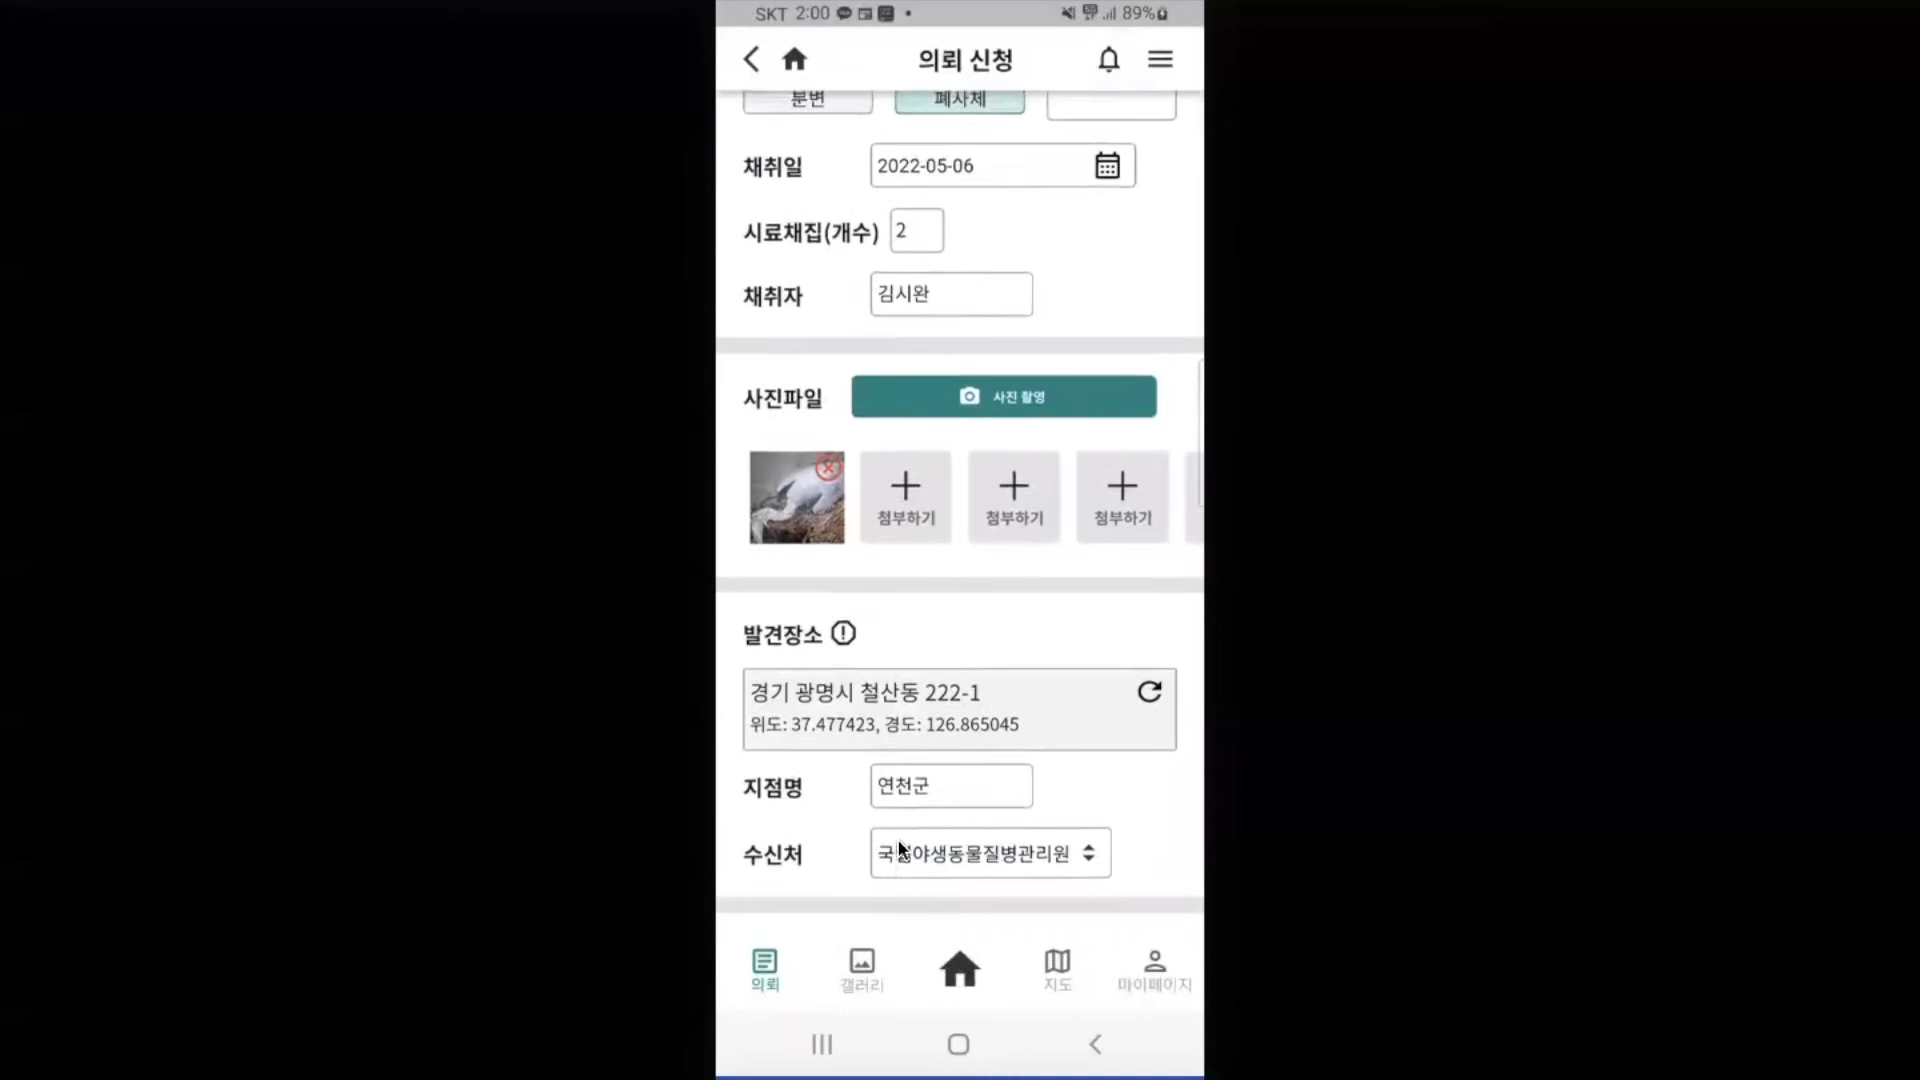 SKT 2:00 89%
의뢰 신청
분변 폐사체
채취일 2022-05-06
시료채집(개수) 2
채취자 김시완
사진파일 사진 촬영
첨부하기 첨부하기 첨부하기
발견장소
경기 광명시 철산동 222-1
위도: 37.477423, 경도: 126.865045
지점명 연천군
수신처 국립야생동물질병관리원
의뢰 갤러리 지도 마이페이지